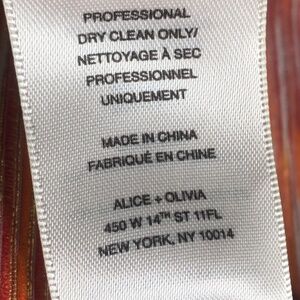 PROFESSIONAL
DRY CLEAN ONLY/
NETTOYAGE À SEC
PROFESSIONNEL
UNIQUEMENT
MADE IN CHINA
FABRIQUÉ EN CHINE
ALICE + OLIVIA
450 W 14TH ST 11FL
NEW YORK, NY 10014